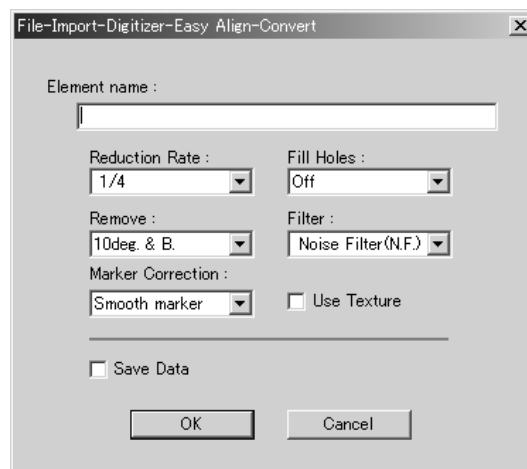 File-Import-Digitizer-Easy Align-Convert
Element name :
Reduction Rate :
Fill Holes :
1/4
Off
Remove :
Filter :
10deg. & B.
Noise Filter(N.F.)
Marker Correction :
Smooth marker
Use Texture
Save Data
OK
Cancel